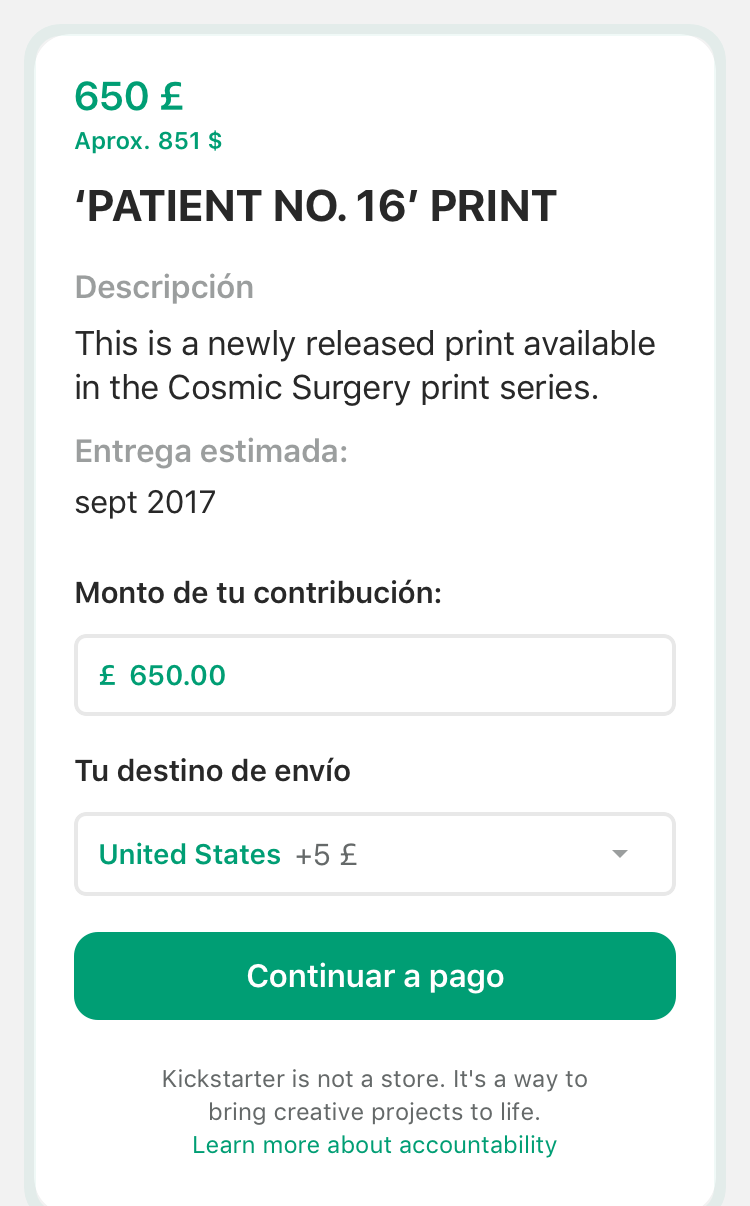 650 £
Aprox. 851 $
‘PATIENT NO. 16’ PRINT
Descripción
This is a newly released print available
in the Cosmic Surgery print series.
Entrega estimada:
sept 2017
Monto de tu contribución:
£ 650.00
Tu destino de envío
United States +5 £
Continuar a pago
Kickstarter is not a store. It's a way to
bring creative projects to life.
Learn more about accountability